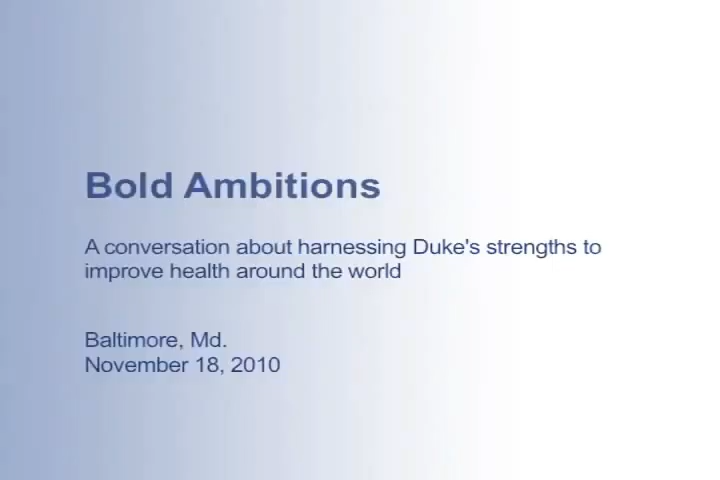 Bold Ambitions
A conversation about harnessing Duke's strengths to
improve health around the world
Baltimore, Md.
November 18, 2010